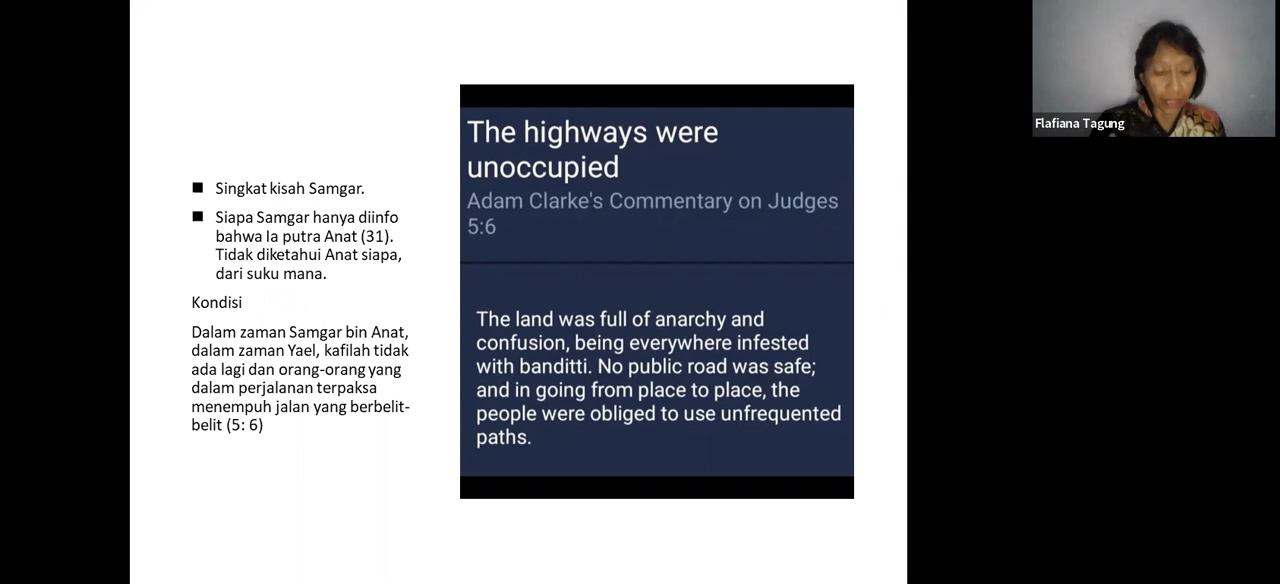 Singkat kisah Samgar.
Siapa Samgar hanya diinfo
bahwa Ia putra Anat (31).
Tidak diketahui Anat siapa,
dari suku mana.
Kondisi
Dalam zaman Samgar bin Anat,
dalam zaman Yael, kafilah tidak
ada lagi dan orang-orang yang
dalam perjalanan terpaksa
menempuh jalan yang berbelit-
belit (5: 6)
The highways were
unoccupied
Adam Clarke's Commentary on Judges
5:6
The land was full of anarchy and
confusion, being everywhere infested
with banditti. No public road was safe;
and in going from place to place, the
people were obliged to use unfrequented
paths.
Flafiana Tagung